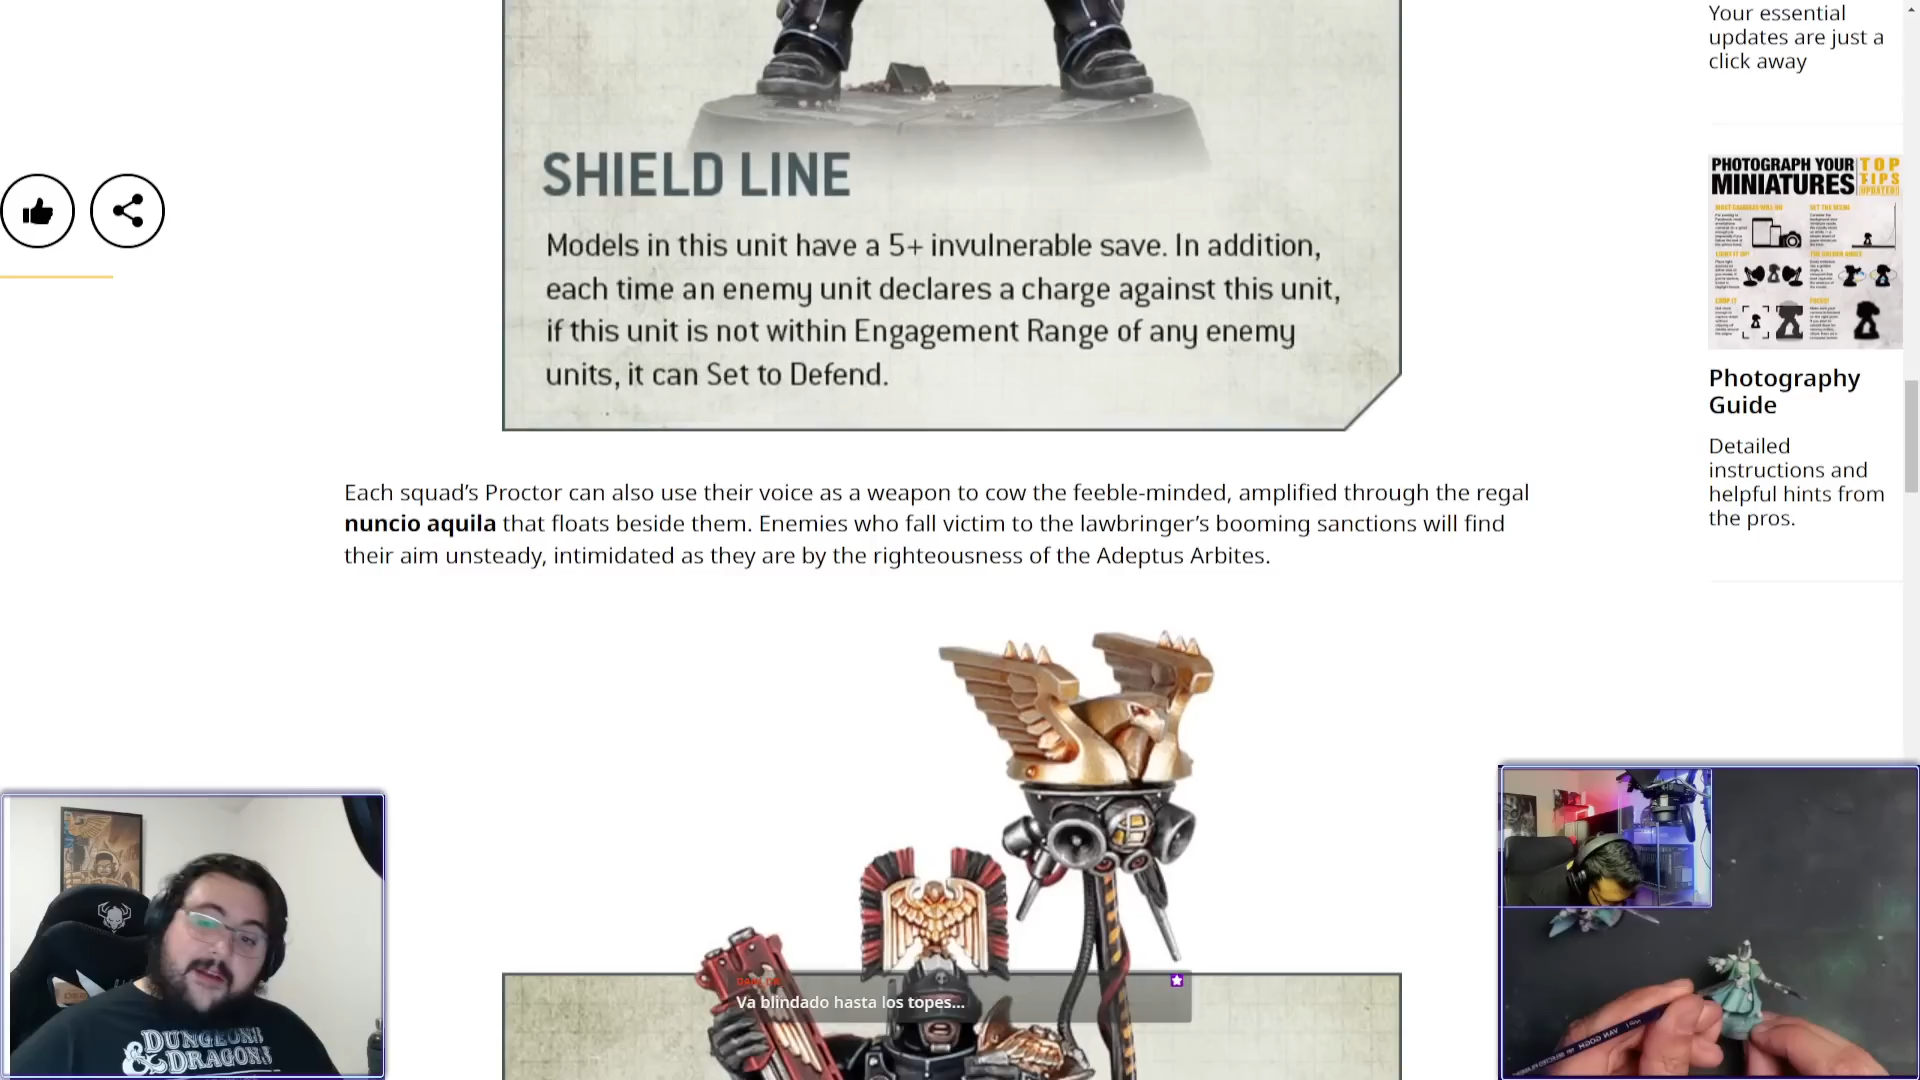 Your essential
updates are just a
click away
SHIELD LINE
Models in this unit have a 5+ invulnerable save. In addition,
each time an enemy unit declares a charge against this unit,
if this unit is not within Engagement Range of any enemy
units, it can Set to Defend.
PHOTOGRAPH YOUR
MINIATURES
TOP
TIPS
Photography
Guide
Detailed
instructions and
helpful hints from
the pros.
Each squad’s Proctor can also use their voice as a weapon to cow the feeble-minded, amplified through the regal
nuncio aquila that floats beside them. Enemies who fall victim to the lawbringer’s booming sanctions will find
their aim unsteady, intimidated as they are by the righteousness of the Adeptus Arbites.
Va blindado hasta los topes...
DUNGEONS
& DRAGONS
VAN GOGH